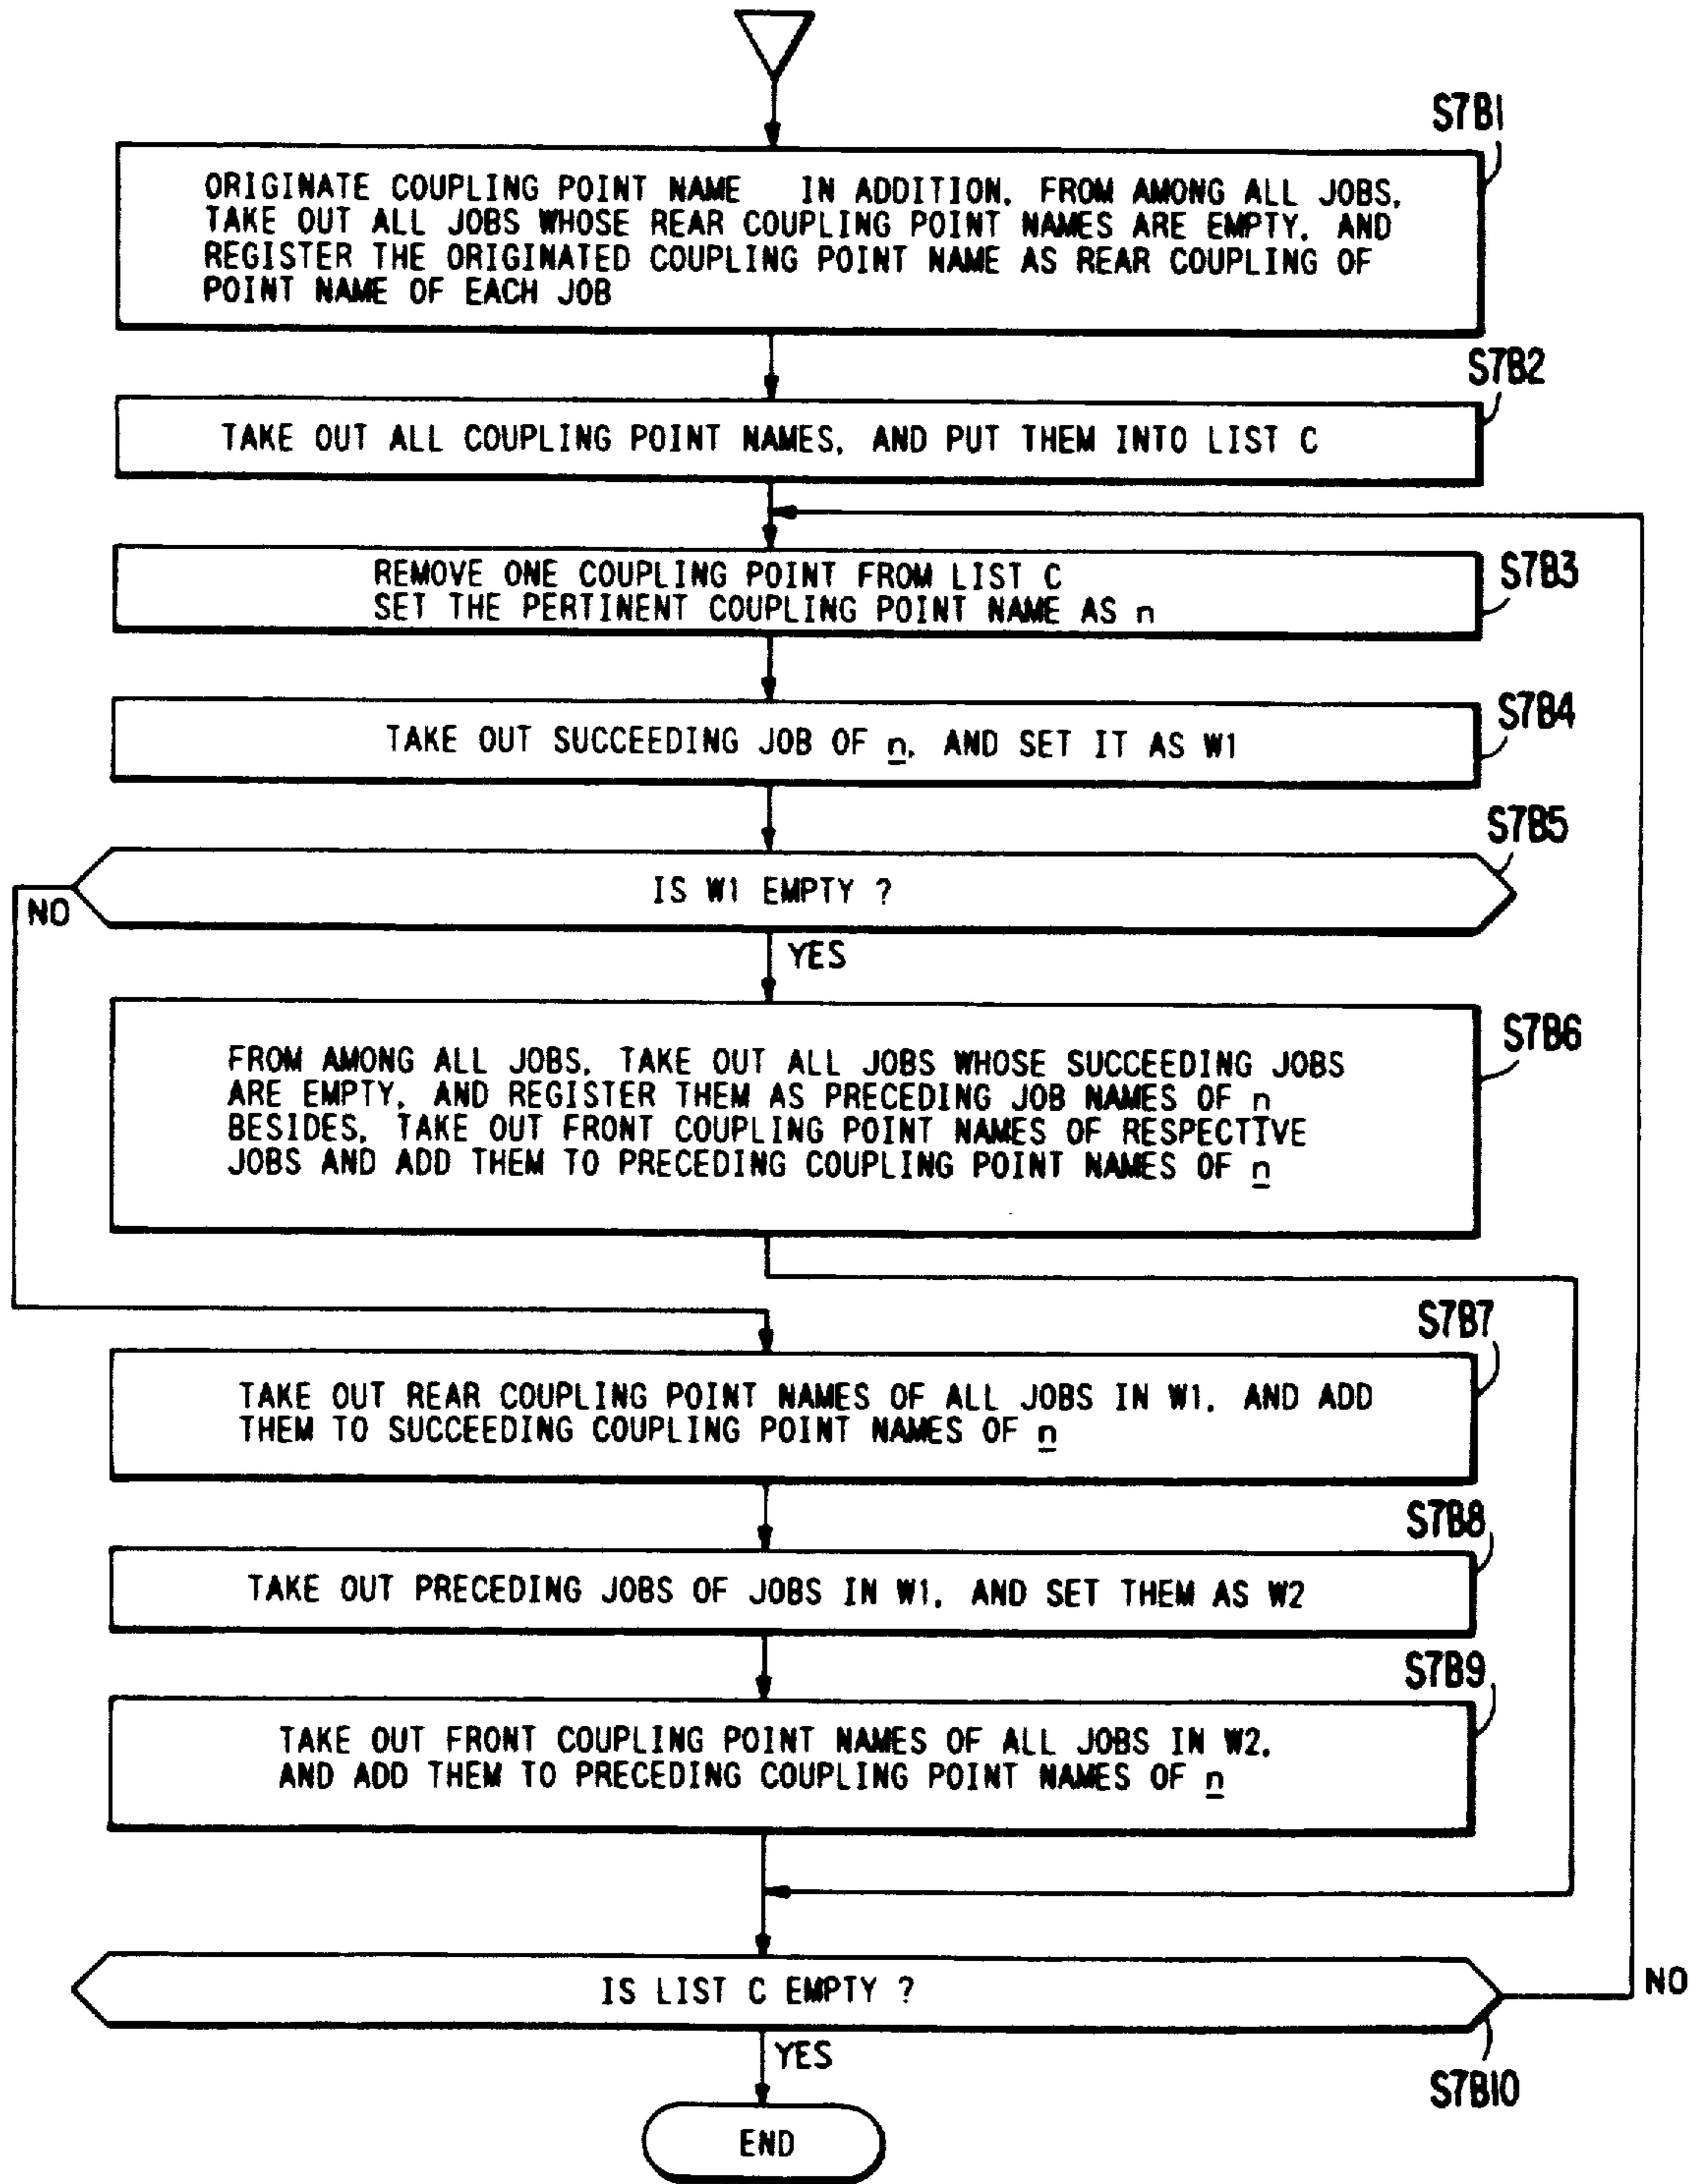 S7B1
ORIGINATE COUPLING POINT NAME IN ADDITION, FROM AMONG ALL JOBS,
TAKE OUT ALL JOBS WHOSE REAR COUPLING POINT NAMES ARE EMPTY, AND
REGISTER THE ORIGINATED COUPLING POINT NAME AS REAR COUPLING OF
POINT NAME OF EACH JOB
S7B2
TAKE OUT ALL COUPLING POINT NAMES, AND PUT THEM INTO LIST C
S7B3
REMOVE ONE COUPLING POINT FROM LIST C
SET THE PERTINENT COUPLING POINT NAME AS n
S7B4
TAKE OUT SUCCEEDING JOB OF n, AND SET IT AS W1
S7B5
IS W1 EMPTY ?
NO
YES
S7B6
FROM AMONG ALL JOBS, TAKE OUT ALL JOBS WHOSE SUCCEEDING JOBS
ARE EMPTY, AND REGISTER THEM AS PRECEDING JOB NAMES OF n
BESIDES, TAKE OUT FRONT COUPLING POINT NAMES OF RESPECTIVE
JOBS AND ADD THEM TO PRECEDING COUPLING POINT NAMES OF n
S7B7
TAKE OUT REAR COUPLING POINT NAMES OF ALL JOBS IN W1, AND ADD
THEM TO SUCCEEDING COUPLING POINT NAMES OF n
S7B8
TAKE OUT PRECEDING JOBS OF JOBS IN W1, AND SET THEM AS W2
S7B9
TAKE OUT FRONT COUPLING POINT NAMES OF ALL JOBS IN W2,
AND ADD THEM TO PRECEDING COUPLING POINT NAMES OF n
IS LIST C EMPTY ?
NO
YES
S7B10
END